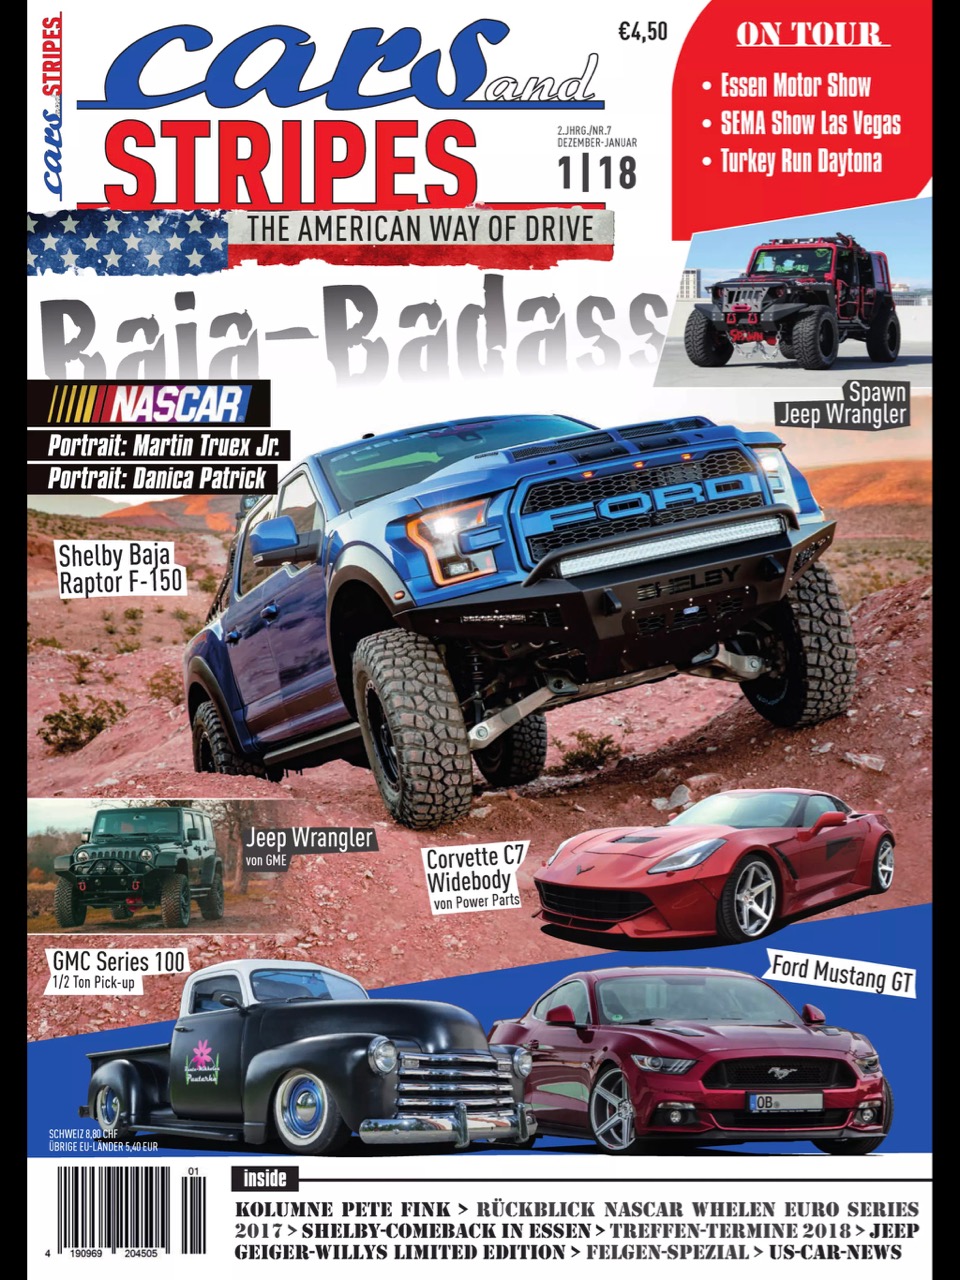 cars and
STRIPES
cars and STRIPES
€4,50
2.JHRG./NR.7
DEZEMBER-JANUAR
1|18
THE AMERICAN WAY OF DRIVE
ON TOUR
• Essen Motor Show
• SEMA Show Las Vegas
• Turkey Run Daytona
Baja-Badass
Spawn
Jeep Wrangler
NASCAR
Portrait: Martin Truex Jr.
Portrait: Danica Patrick
Shelby Baja
Raptor F-150
FORD
SHELBY
Jeep Wrangler
von GME
Corvette C7
Widebody
von Power Parts
GMC Series 100
1/2 Ton Pick-up
Ford Mustang GT
OB
SCHWEIZ 8,80 CHF
ÜBRIGE EU-LÄNDER 5,40 EUR
01
4 190969 204505
inside
KOLUMNE PETE FINK > RÜCKBLICK NASCAR WHELEN EURO SERIES
2017 > SHELBY-COMEBACK IN ESSEN > TREFFEN-TERMINE 2018 > JEEP
GEIGER-WILLYS LIMITED EDITION > FELGEN-SPEZIAL > US-CAR-NEWS